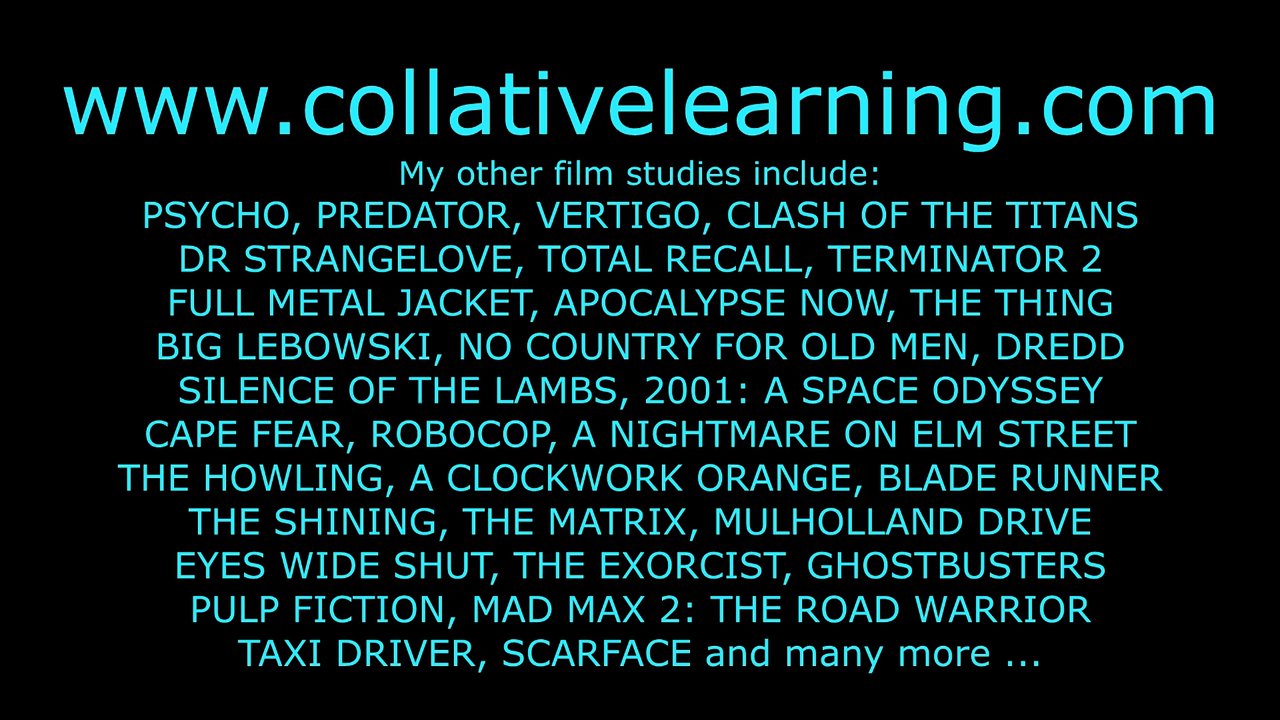 www.collativelearning.com
My other film studies include:
PSYCHO, PREDATOR, VERTIGO, CLASH OF THE TITANS
DR STRANGELOVE, TOTAL RECALL, TERMINATOR 2
FULL METAL JACKET, APOCALYPSE NOW, THE THING
BIG LEBOWSKI, NO COUNTRY FOR OLD MEN, DREDD
SILENCE OF THE LAMBS, 2001: A SPACE ODYSSEY
CAPE FEAR, ROBOCOP, A NIGHTMARE ON ELM STREET
THE HOWLING, A CLOCKWORK ORANGE, BLADE RUNNER
THE SHINING, THE MATRIX, MULHOLLAND DRIVE
EYES WIDE SHUT, THE EXORCIST, GHOSTBUSTERS
PULP FICTION, MAD MAX 2: THE ROAD WARRIOR
TAXI DRIVER, SCARFACE and many more ...